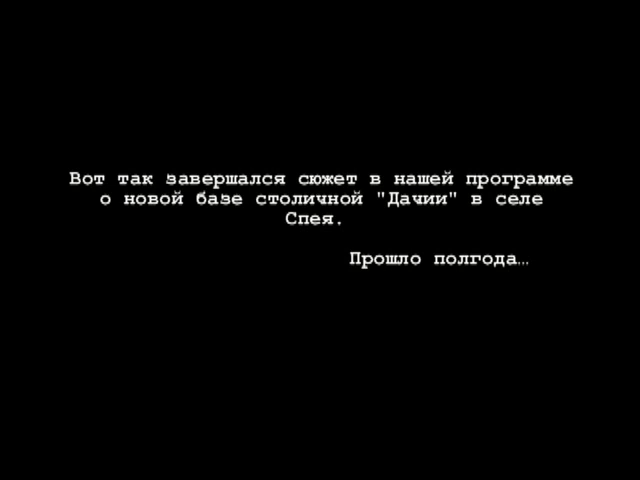 Вот так завершался сюжет в нашей программе
о новой базе столичной "Дачии" в селе
Спея.
Прошло полгода…